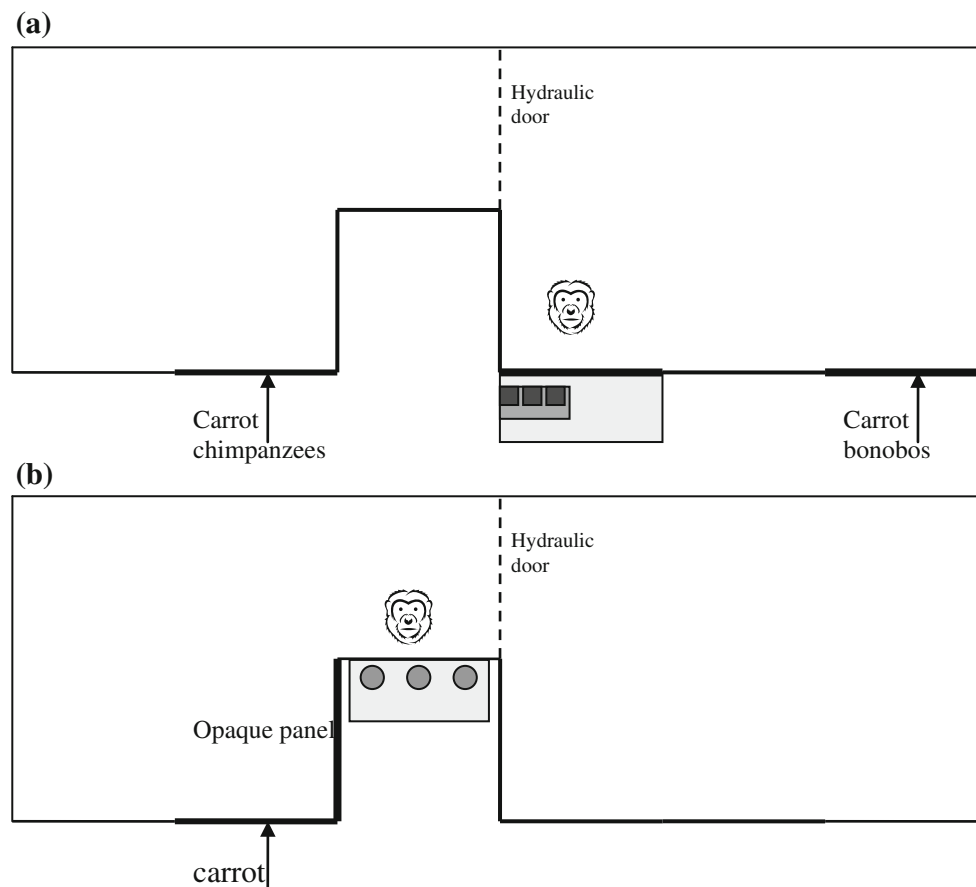 (a)
Hydraulic
door
Carrot
chimpanzees
Carrot
bonobos
(b)
Hydraulic
door
Opaque panel
carrot